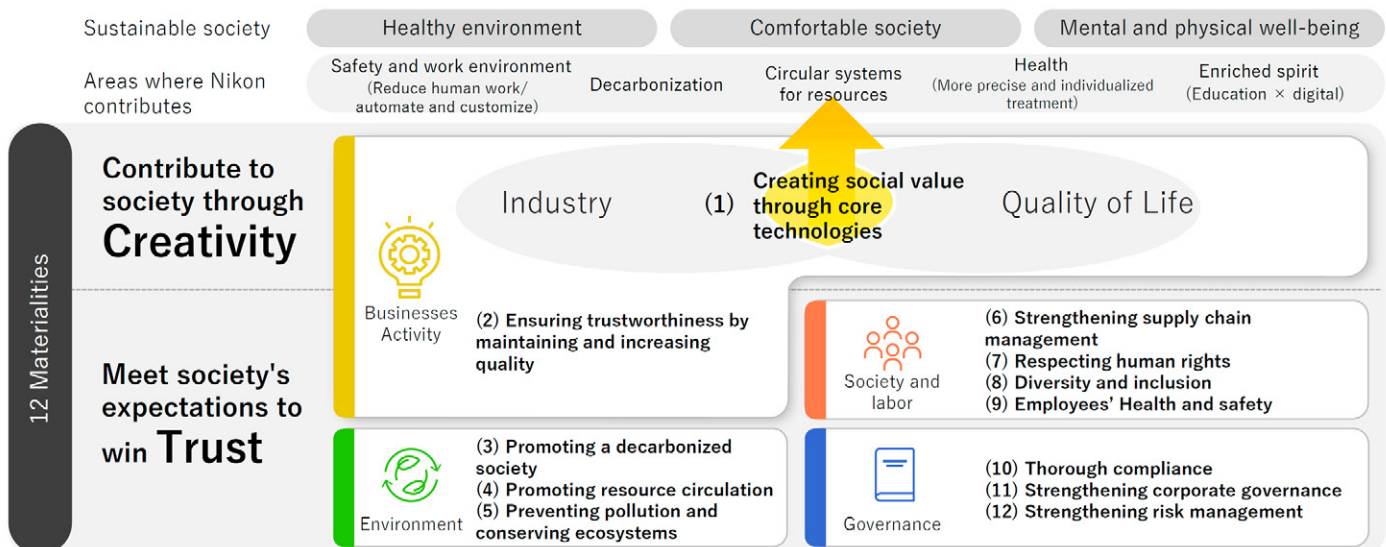 Sustainable society
Healthy environment
Comfortable society
Mental and physical well-being
Areas where Nikon
contributes
Safety and work environment
(Reduce human work/
automate and customize)
Decarbonization
Circular systems
for resources
Health
(More precise and individualized
treatment)
Enriched spirit
(Education × digital)
12 Materialities
Contribute to
society through
Creativity
Industry
(1) Creating social value
through core
technologies
Quality of Life
Businesses
Activity
Meet society's
expectations to
win Trust
(2) Ensuring trustworthiness by
maintaining and increasing
quality
Society and
labor
(6) Strengthening supply chain
management
(7) Respecting human rights
(8) Diversity and inclusion
(9) Employees’ Health and safety
Environment
(3) Promoting a decarbonized
society
(4) Promoting resource circulation
(5) Preventing pollution and
conserving ecosystems
Governance
(10) Thorough compliance
(11) Strengthening corporate governance
(12) Strengthening risk management